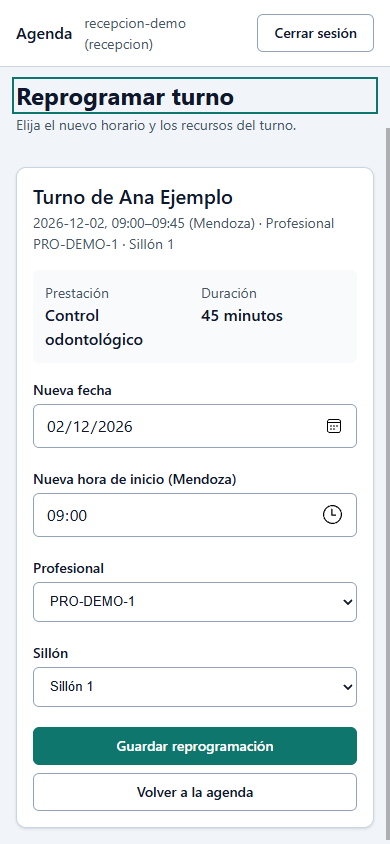 Agenda
recepcion-demo
(recepcion)
Cerrar sesión
Reprogramar turno
Elija el nuevo horario y los recursos del turno.
Turno de Ana Ejemplo
2026-12-02, 09:00–09:45 (Mendoza) · Profesional
PRO-DEMO-1 · Sillón 1
Prestación
Control
odontológico
Duración
45 minutos
Nueva fecha
02/12/2026
Nueva hora de inicio (Mendoza)
09:00
Profesional
PRO-DEMO-1
Sillón
Sillón 1
Guardar reprogramación
Volver a la agenda